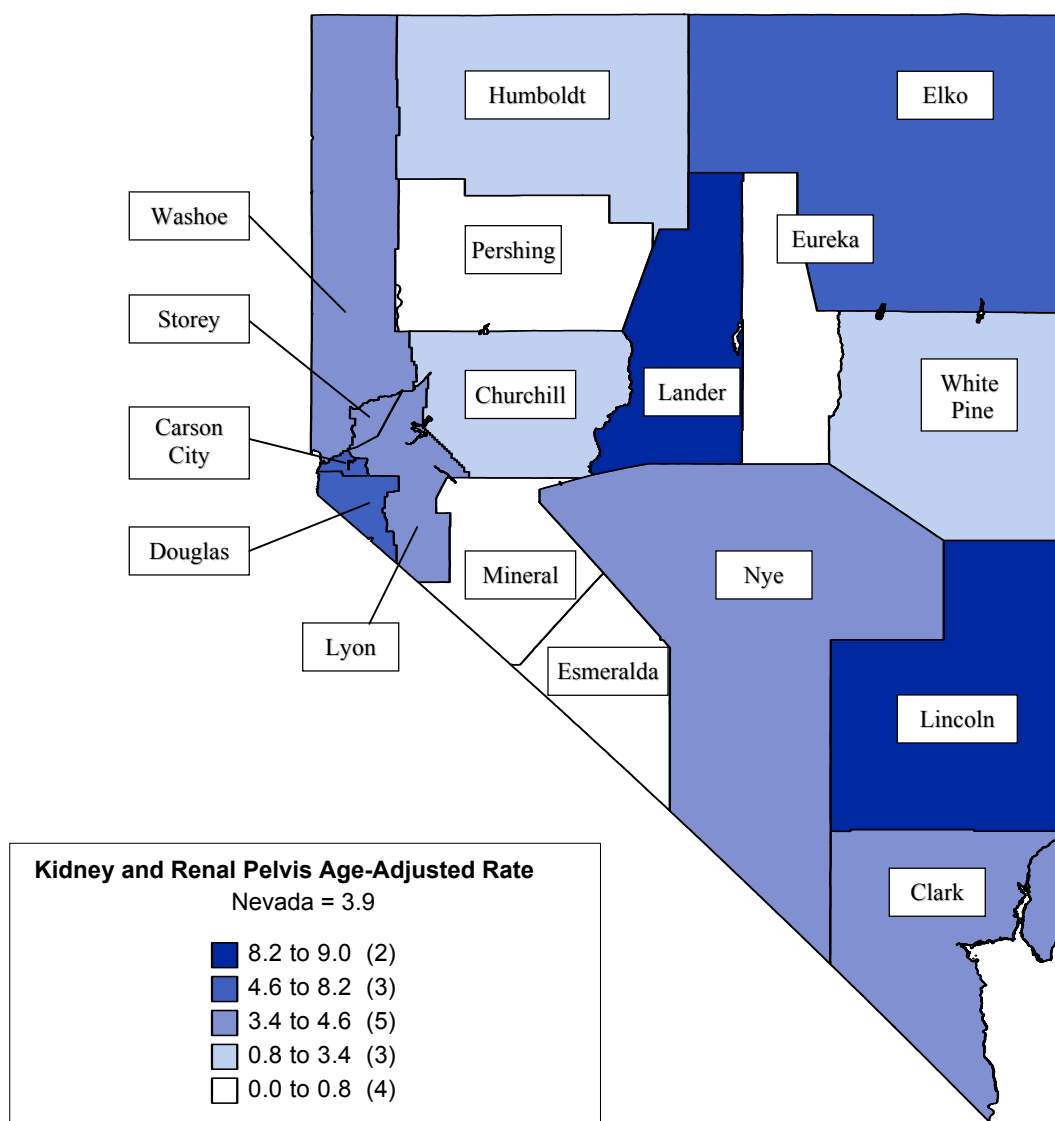 Humboldt
Elko
Washoe
Pershing
Eureka
Storey
Churchill
Lander
White
Pine
Carson
City
Douglas
Mineral
Nye
Lyon
Esmeralda
Lincoln
Clark
Kidney and Renal Pelvis Age-Adjusted Rate
Nevada = 3.9
8.2 to 9.0 (2)
4.6 to 8.2 (3)
3.4 to 4.6 (5)
0.8 to 3.4 (3)
0.0 to 0.8 (4)